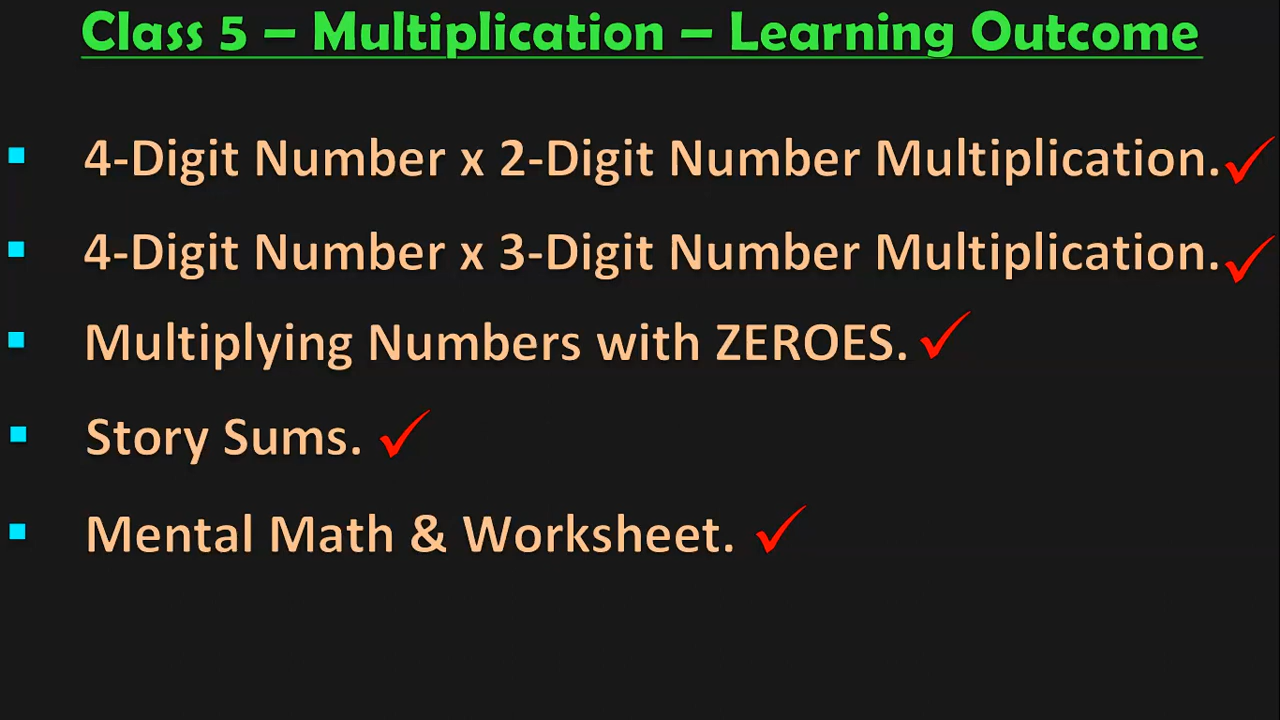 Class 5 – Multiplication – Learning Outcome
▪ 4-Digit Number x 2-Digit Number Multiplication.✓
▪ 4-Digit Number x 3-Digit Number Multiplication.✓
▪ Multiplying Numbers with ZEROES. ✓
▪ Story Sums. ✓
▪ Mental Math & Worksheet. ✓